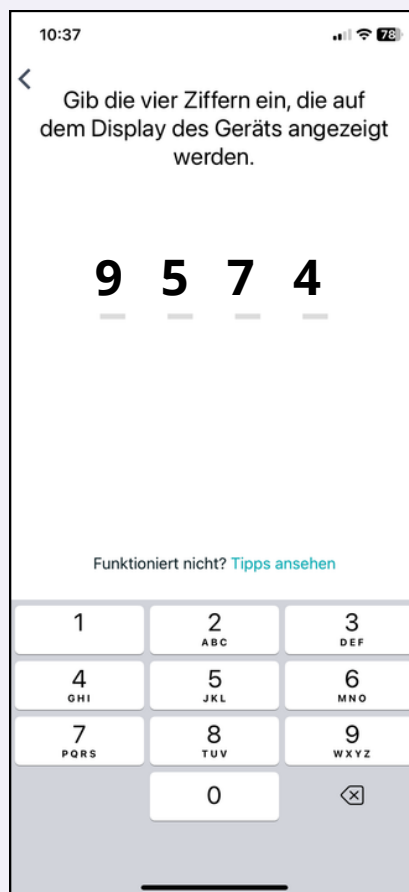 10:37
78
Gib die vier Ziffern ein, die auf
dem Display des Geräts angezeigt
werden.
9 5 7 4
Funktioniert nicht? Tipps ansehen
1 2 3
ABC DEF
4 5 6
GHI JKL MNO
7 8 9
PQRS TUV WXYZ
0